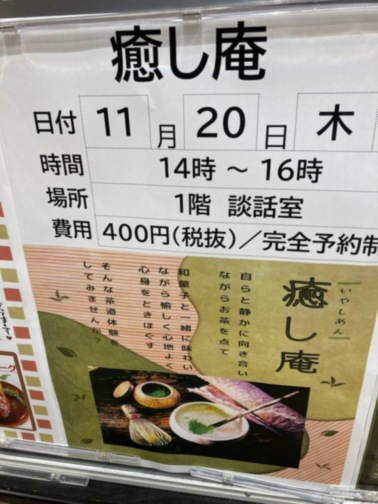 癒し庵
日付 11 月 20 日 木
時間 14時 ～ 16時
場所 1階 談話室
費用 400円(税抜)／完全予約制
いやしあん
癒し庵
自らと静かに向き合い
ながらお茶を点て
和菓子と一緒に味わい
ながら愉しく心地よく
心身をときほぐす
そんな茶道体験を
してみませんか？